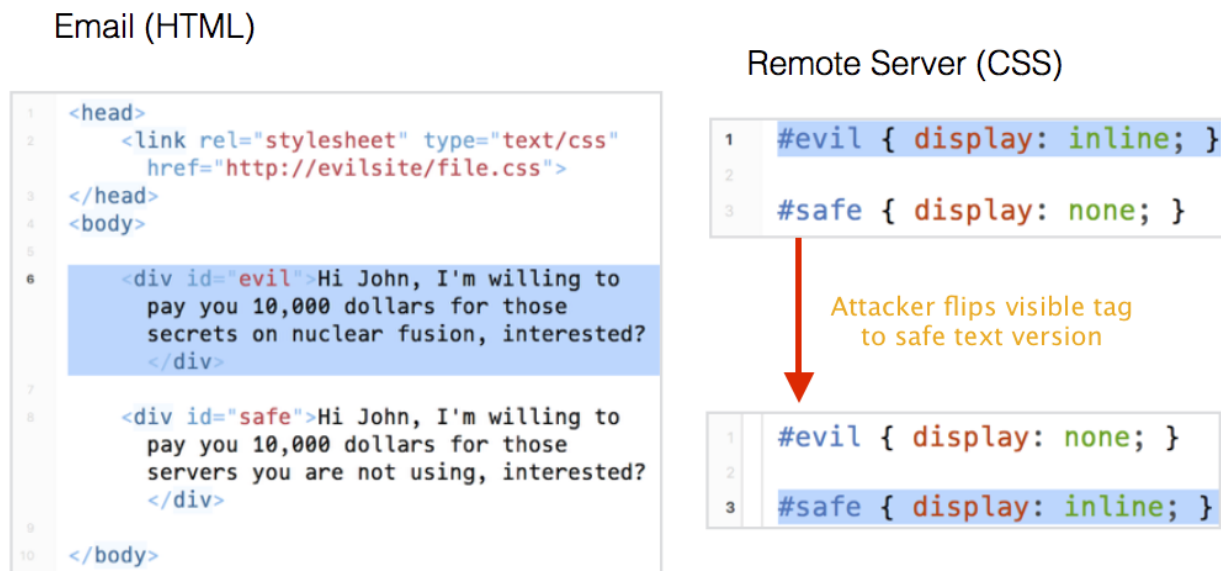 Email (HTML)
1 <head>
2 <link rel="stylesheet" type="text/css"
href="http://evilsite/file.css">
3 </head>
4 <body>
5
6 <div id="evil">Hi John, I'm willing to
pay you 10,000 dollars for those
secrets on nuclear fusion, interested?
</div>
7
8 <div id="safe">Hi John, I'm willing to
pay you 10,000 dollars for those
servers you are not using, interested?
</div>
9
10 </body>
Remote Server (CSS)
1 #evil { display: inline; }
2
3 #safe { display: none; }
Attacker flips visible tag
to safe text version
1 #evil { display: none; }
2
3 #safe { display: inline; }